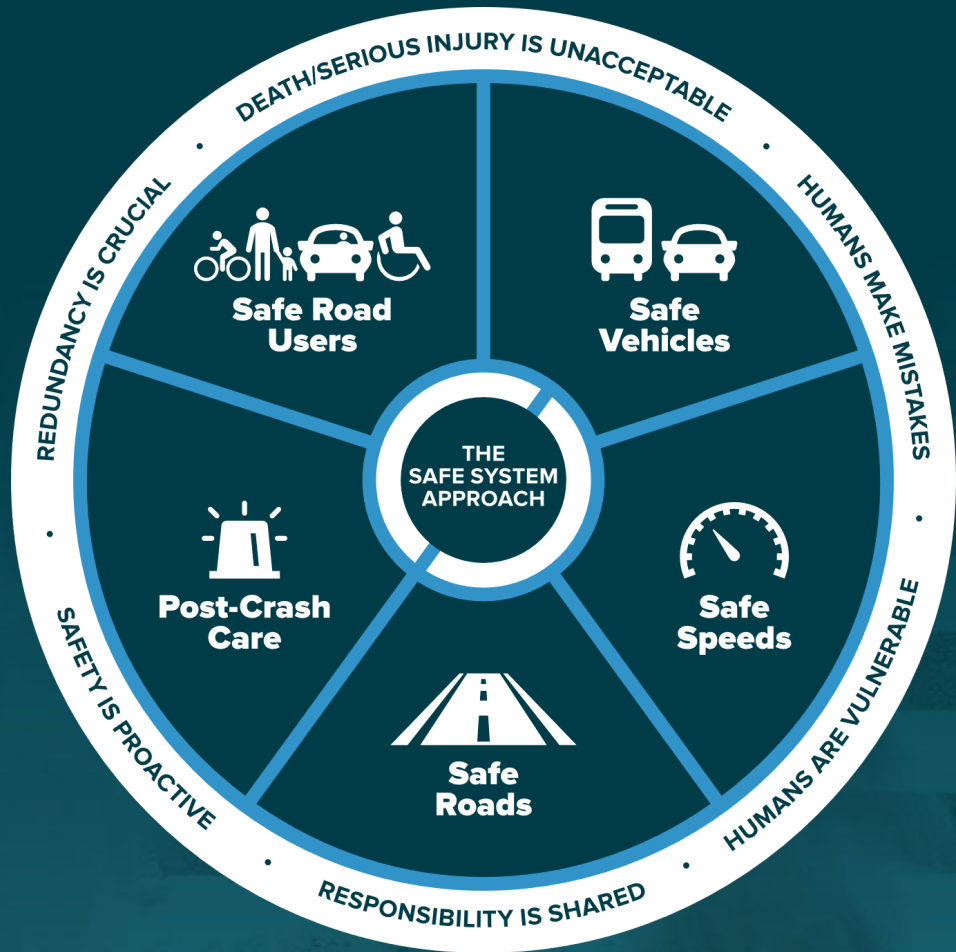 DEATH/SERIOUS INJURY IS UNACCEPTABLE
HUMANS MAKE MISTAKES
HUMANS ARE VULNERABLE
RESPONSIBILITY IS SHARED
SAFETY IS PROACTIVE
REDUNDANCY IS CRUCIAL
Safe Road
Users
Safe
Vehicles
Safe
Speeds
Safe
Roads
Post-Crash
Care
THE
SAFE SYSTEM
APPROACH